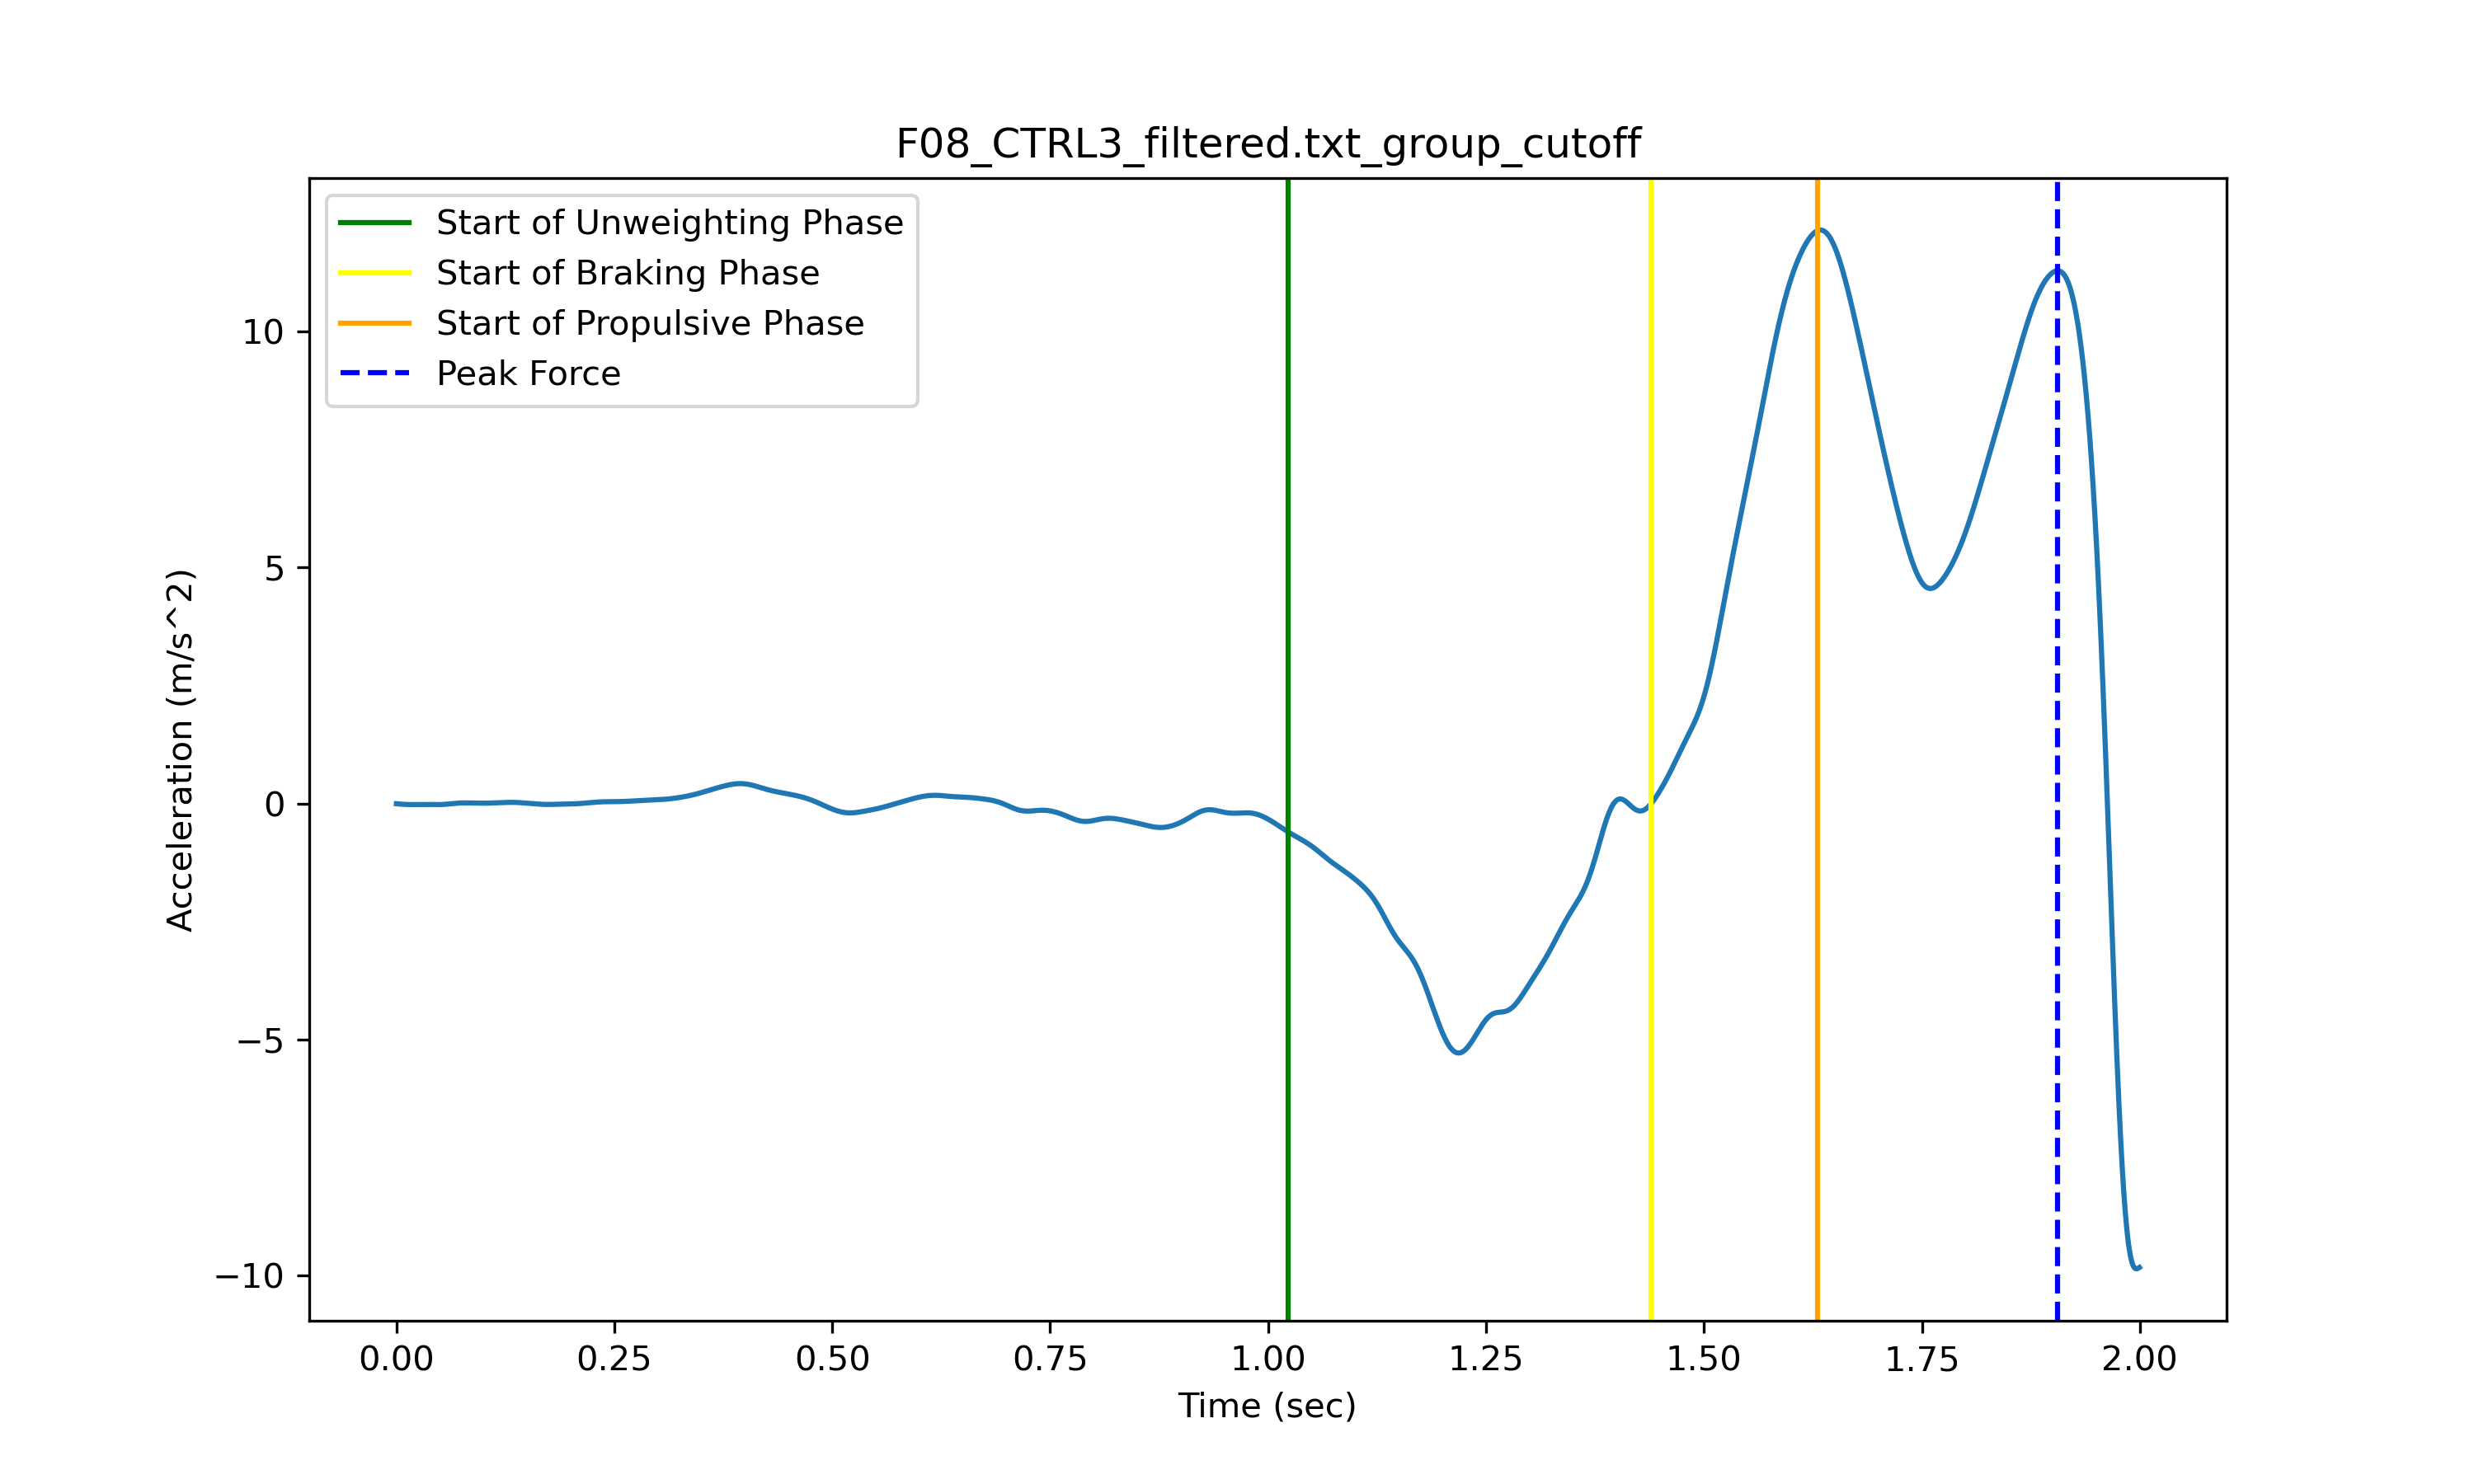 F08_CTRL3_filtered.txt_group_cutoff
Start of Unweighting Phase
Start of Braking Phase
Start of Propulsive Phase
Peak Force
Acceleration (m/s^2)
10
5
0
−5
−10
0.00 0.25 0.50 0.75 1.00 1.25 1.50 1.75 2.00
Time (sec)